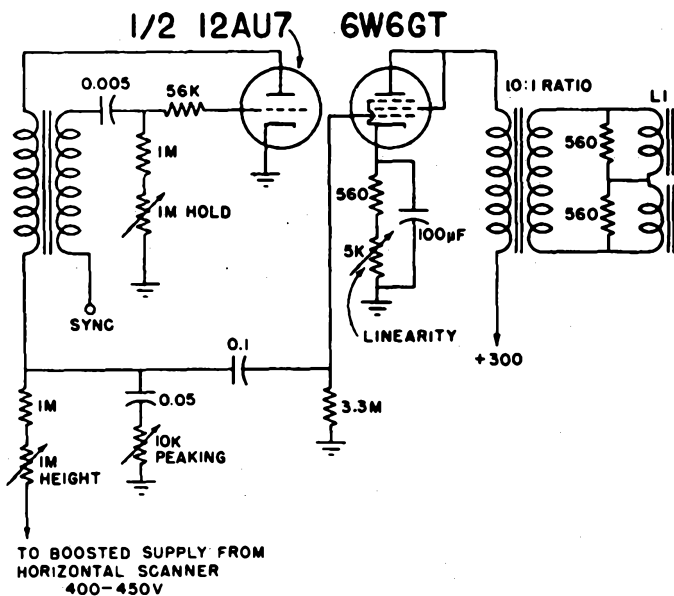 1/2 12AU7
6W6GT
0.005
56K
10:1 RATIO
L1
560
1M
1M HOLD
560
560
5K
100µF
SYNC
LINEARITY
+300
0.1
0.05
1M
10K
PEAKING
3.3M
1M
HEIGHT
TO BOOSTED SUPPLY FROM
HORIZONTAL SCANNER
400-450V